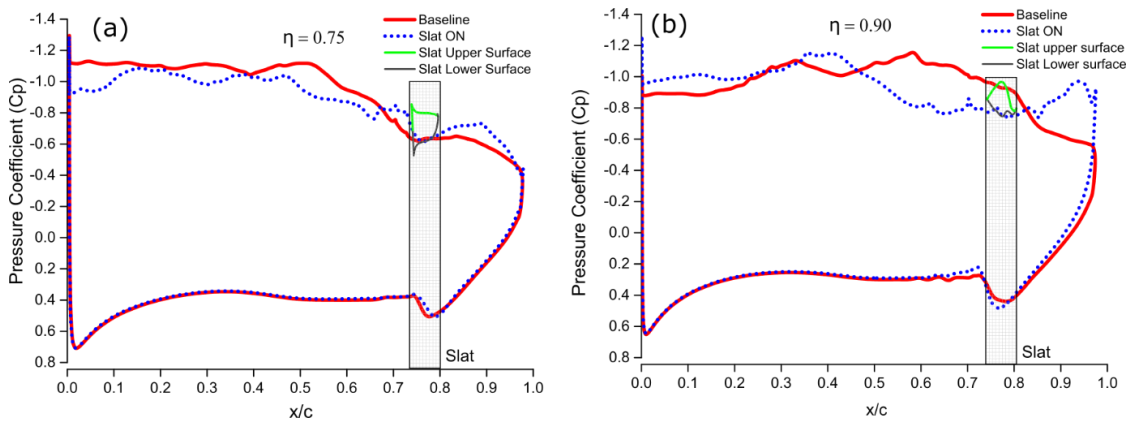 (a)
η = 0.75
Baseline
Slat ON
Slat Upper Surface
Slat Lower Surface
Pressure Coefficient (Cp)
-1.4
-1.2
-1.0
-0.8
-0.6
-0.4
-0.2
0.0
0.2
0.4
0.6
0.8
Slat
0.0 0.1 0.2 0.3 0.4 0.5 0.6 0.7 0.8 0.9 1.0
x/c
(b)
η = 0.90
Baseline
Slat ON
Slat upper surface
Slat Lower surface
Pressure Coefficient (Cp)
-1.4
-1.2
-1.0
-0.8
-0.6
-0.4
-0.2
0.0
0.2
0.4
0.6
0.8
Slat
0.0 0.1 0.2 0.3 0.4 0.5 0.6 0.7 0.8 0.9 1.0
x/c